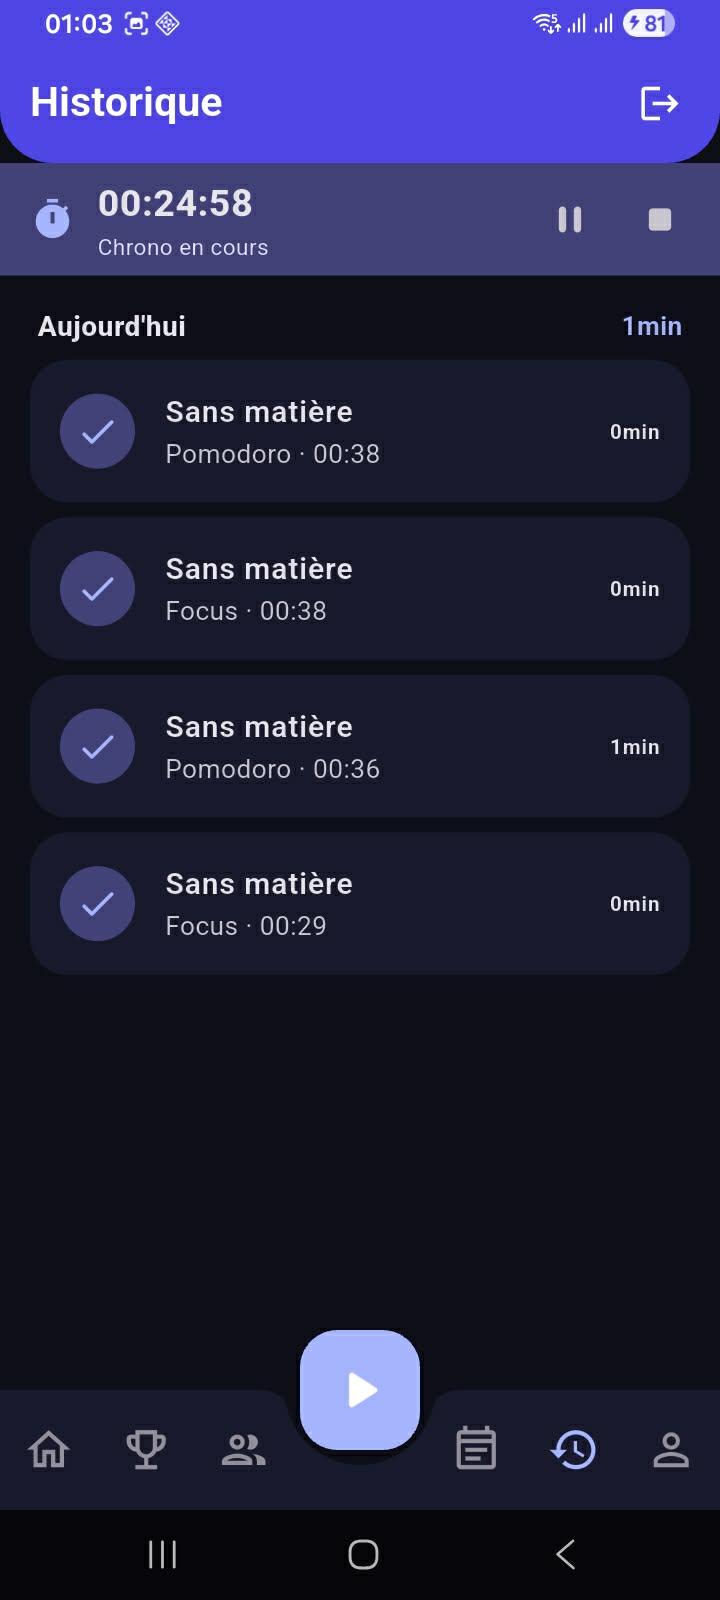 01:03
5
81
Historique
00:24:58
Chrono en cours
Aujourd'hui
1min
Sans matière
Pomodoro · 00:38
0min
Sans matière
Focus · 00:38
0min
Sans matière
Pomodoro · 00:36
1min
Sans matière
Focus · 00:29
0min